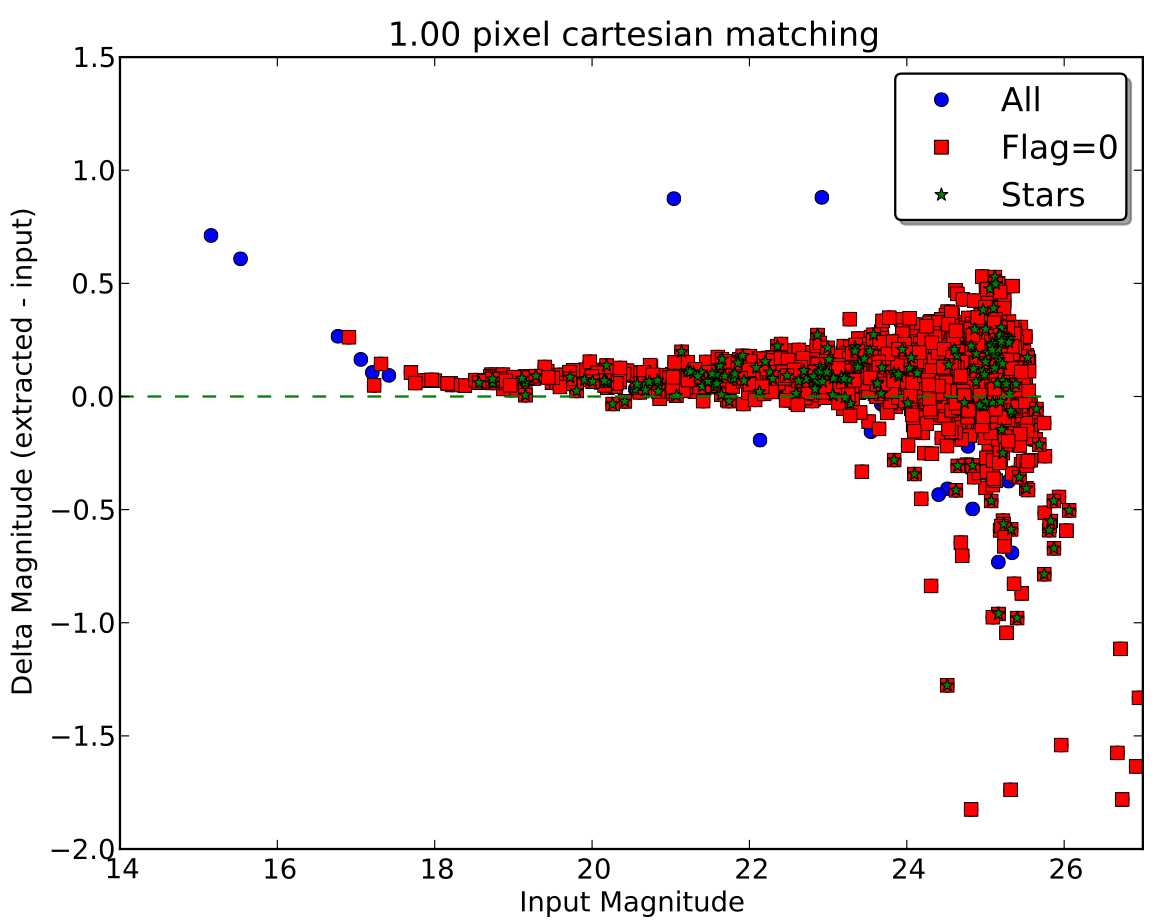 1.00 pixel cartesian matching
1.5
1.0
0.5
0.0
−0.5
−1.0
−1.5
−2.0
Delta Magnitude (extracted - input)
All
Flag=0
Stars
14 16 18 20 22 24 26
Input Magnitude